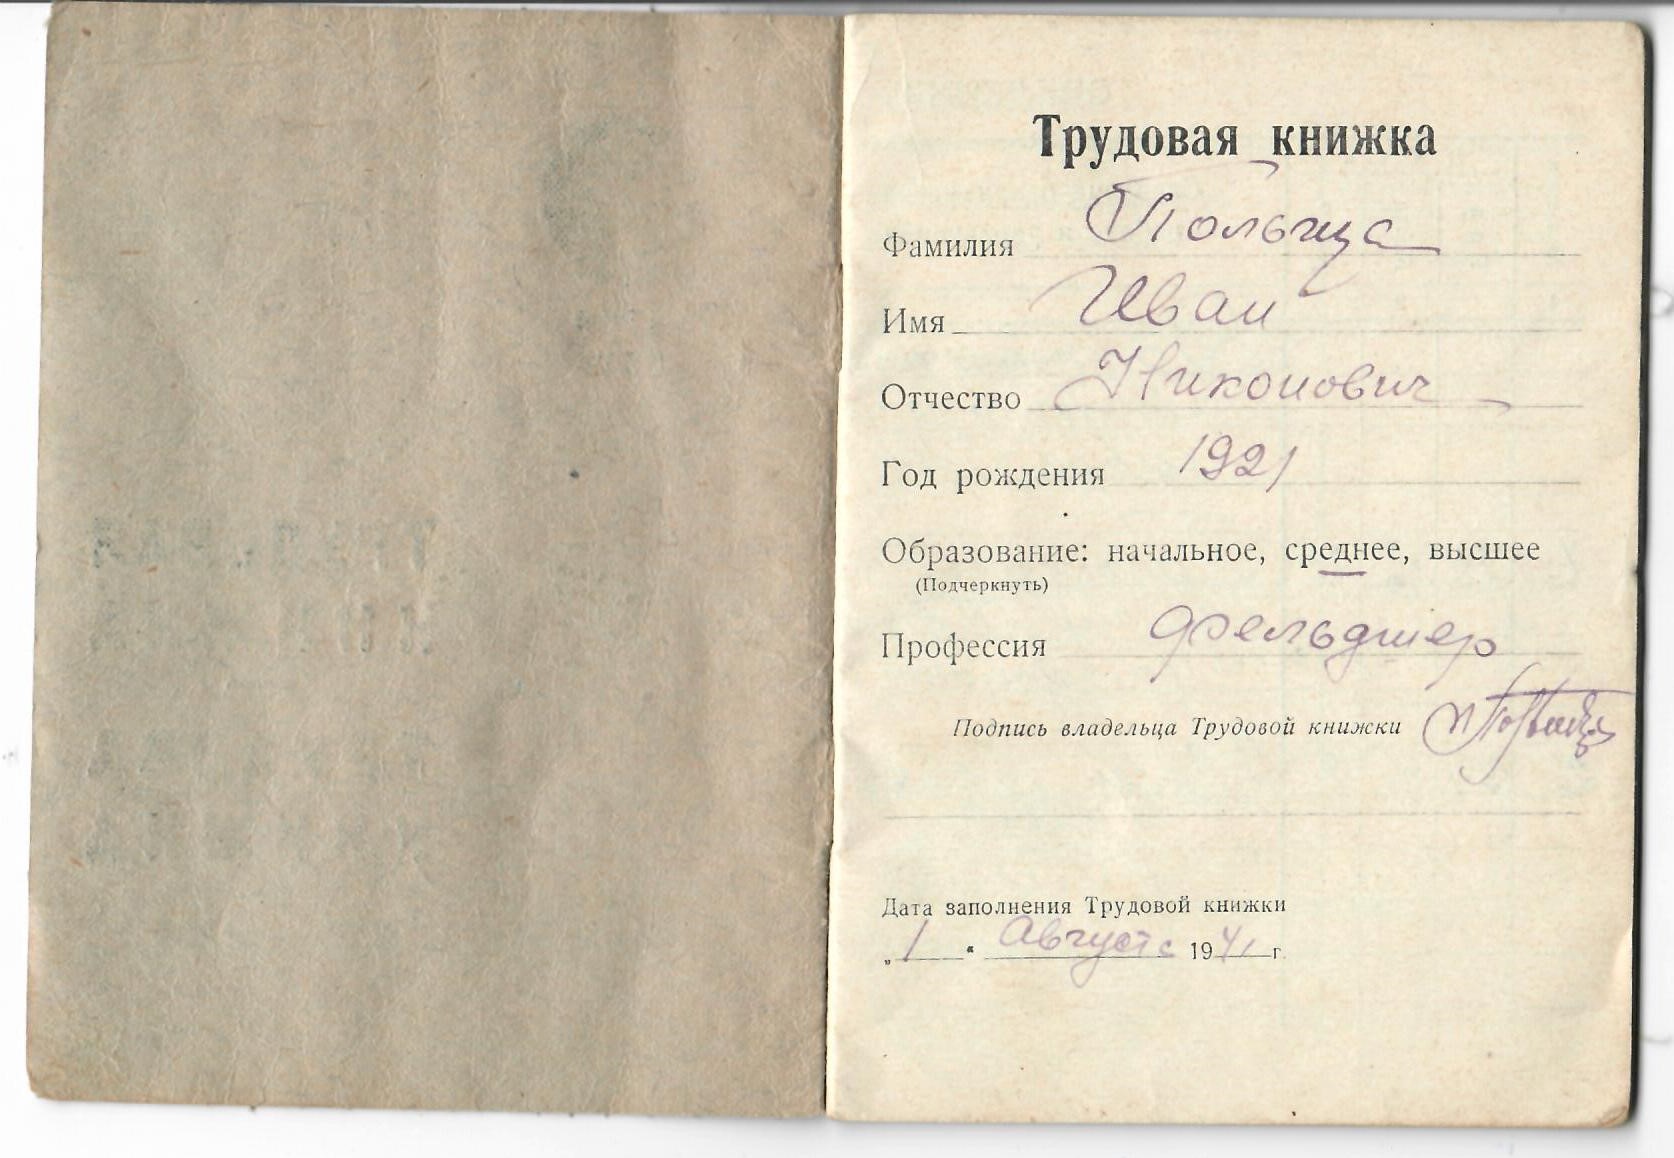 Трудовая книжка
Фамилия Польгца
Имя Иван
Отчество Никонович
Год рождения 1921
Образование: начальное, среднее, высшее
(Подчеркнуть)
Профессия фельдшер
Подпись владельца Трудовой книжки
Дата заполнения Трудовой книжки
„1“ Августа 1941 г.